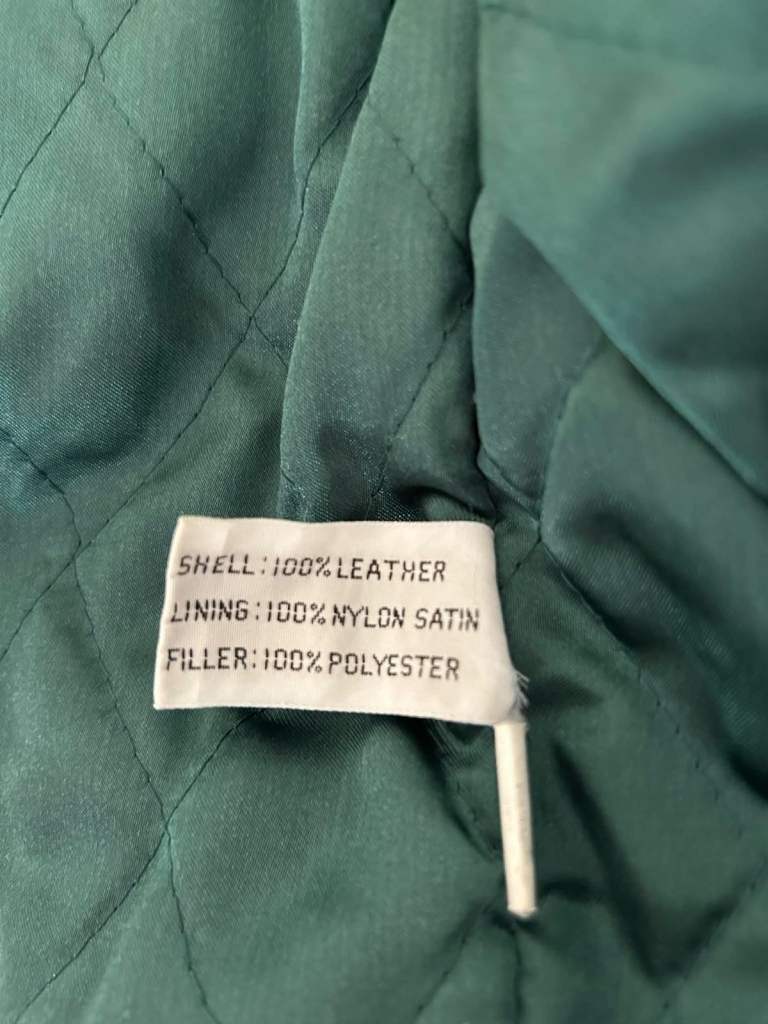 SHELL:100% LEATHER
LINING:100% NYLON SATIN
FILLER:100% POLYESTER